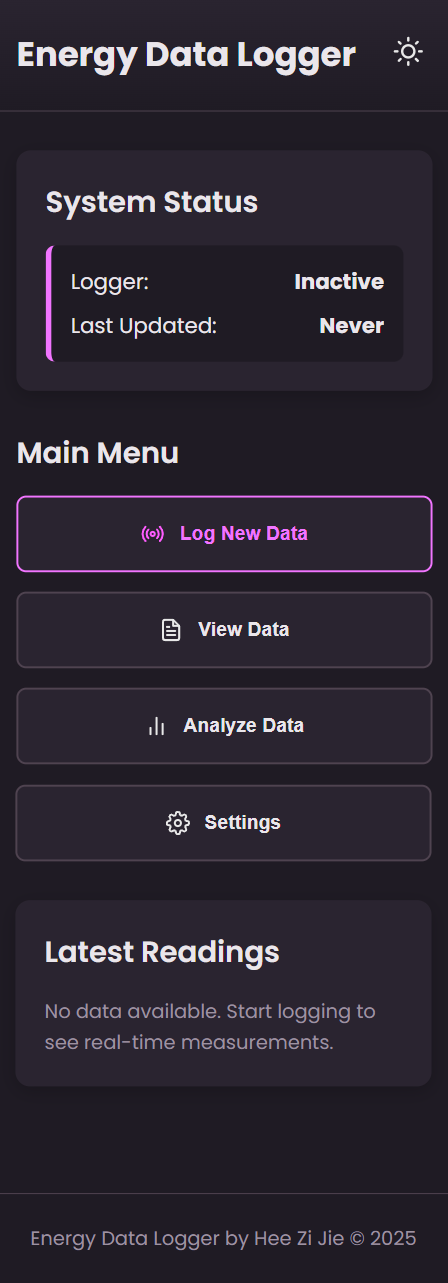 Energy Data Logger
System Status
Logger: Inactive
Last Updated: Never
Main Menu
Log New Data
View Data
Analyze Data
Settings
Latest Readings
No data available. Start logging to
see real-time measurements.
Energy Data Logger by Hee Zi Jie © 2025